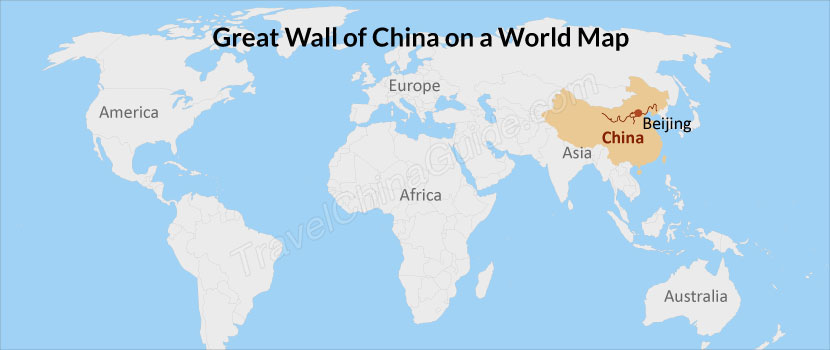 Great Wall of China on a World Map
Europe
America
Beijing
China
Asia
Africa
Australia
TravelChinaGuide.com